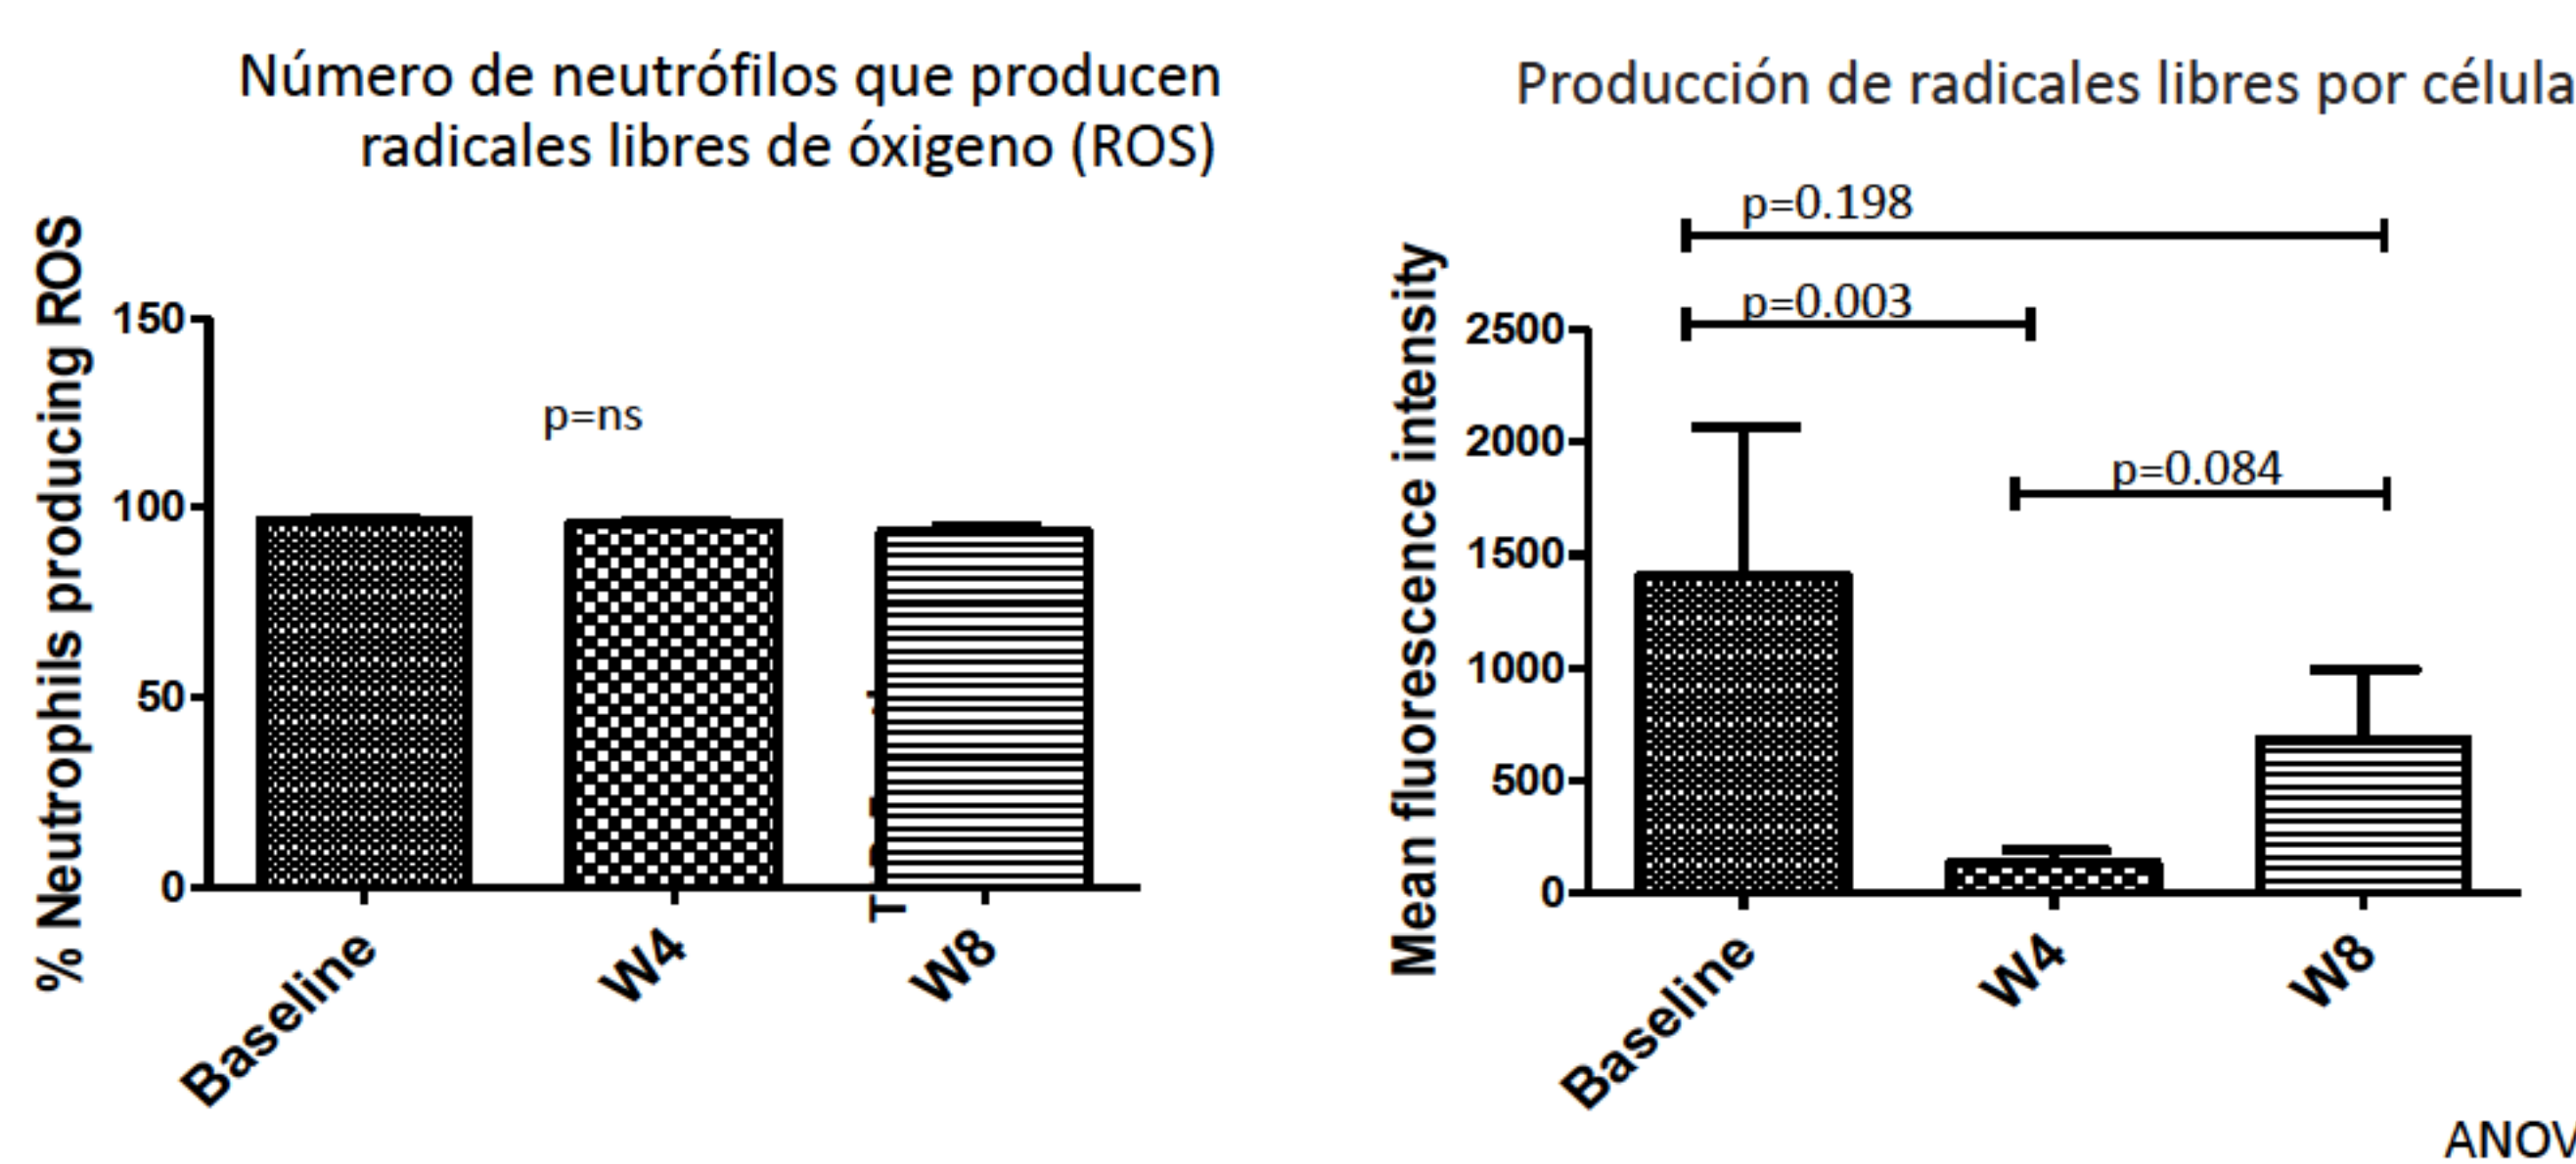 Número de neutrófilos que producen
radicales libres de óxigeno (ROS)
% Neutrophils producing ROS
150
100
50
0
p=ns
Baseline
W4
W8
Producción de radicales libres por célula
Mean fluorescence intensity
2500
2000
1500
1000
500
0
p=0.198
p=0.003
p=0.084
Baseline
W4
W8